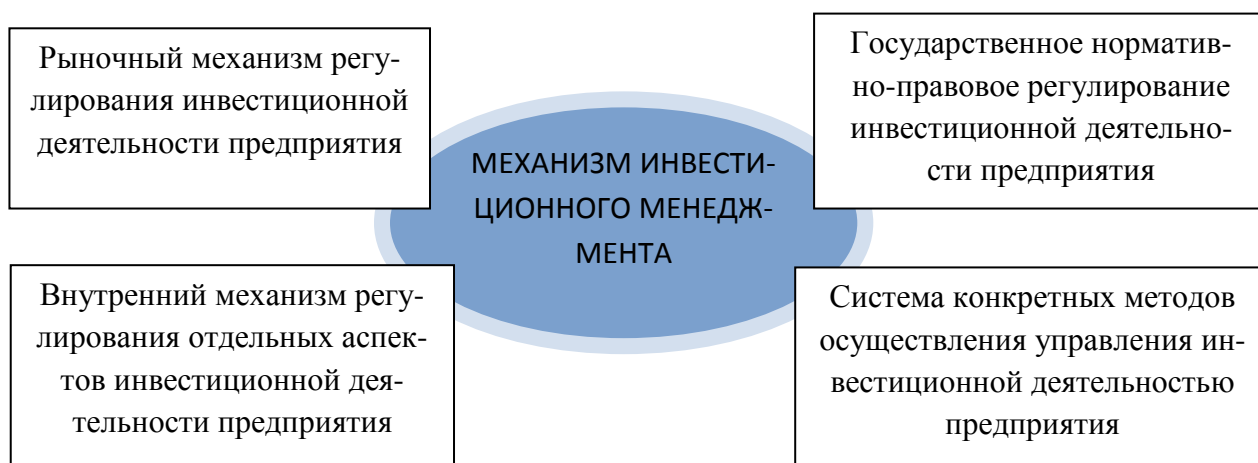 Рыночный механизм регу-
лирования инвестиционной
деятельности предприятия
Государственное норматив-
но-правовое регулирование
инвестиционной деятельно-
сти предприятия
МЕХАНИЗМ ИНВЕСТИ-
ЦИОННОГО МЕНЕДЖ-
МЕНТА
Внутренний механизм регу-
лирования отдельных аспек-
тов инвестиционной дея-
тельности предприятия
Система конкретных методов
осуществления управления ин-
вестиционной деятельностью
предприятия